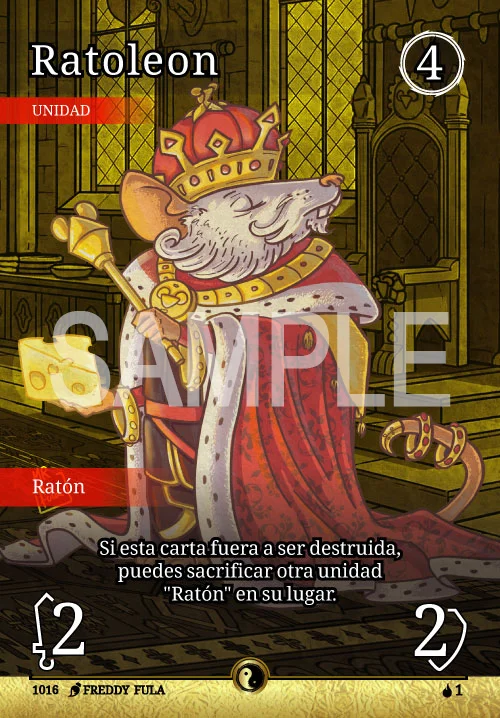 Ratoleon
4
UNIDAD
SAMPLE
Ratón
Si esta carta fuera a ser destruida,
puedes sacrificar otra unidad
"Ratón" en su lugar.
2
2
1016 FREDDY FULA
1